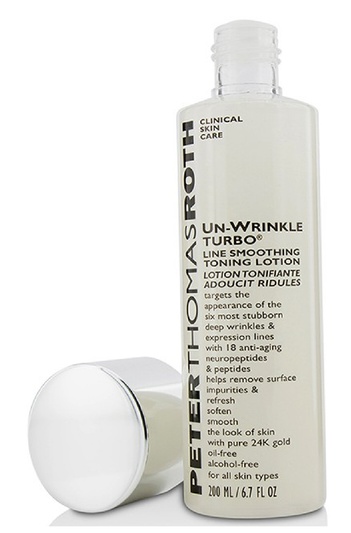 PETERTHOMASROTH
CLINICAL
SKIN
CARE
UN-WRINKLE
TURBO®
LINE SMOOTHING
TONING LOTION
LOTION TONIFIANTE
ADOUCIT RIDULES
targets the
appearance of the
six most stubborn
deep wrinkles &
expression lines
with 18 anti-aging
neuropeptides
& peptides
helps remove surface
impurities &
refresh
soften
smooth
the look of skin
with pure 24K gold
oil-free
alcohol-free
for all skin types
200 ML / 6.7 FL OZ